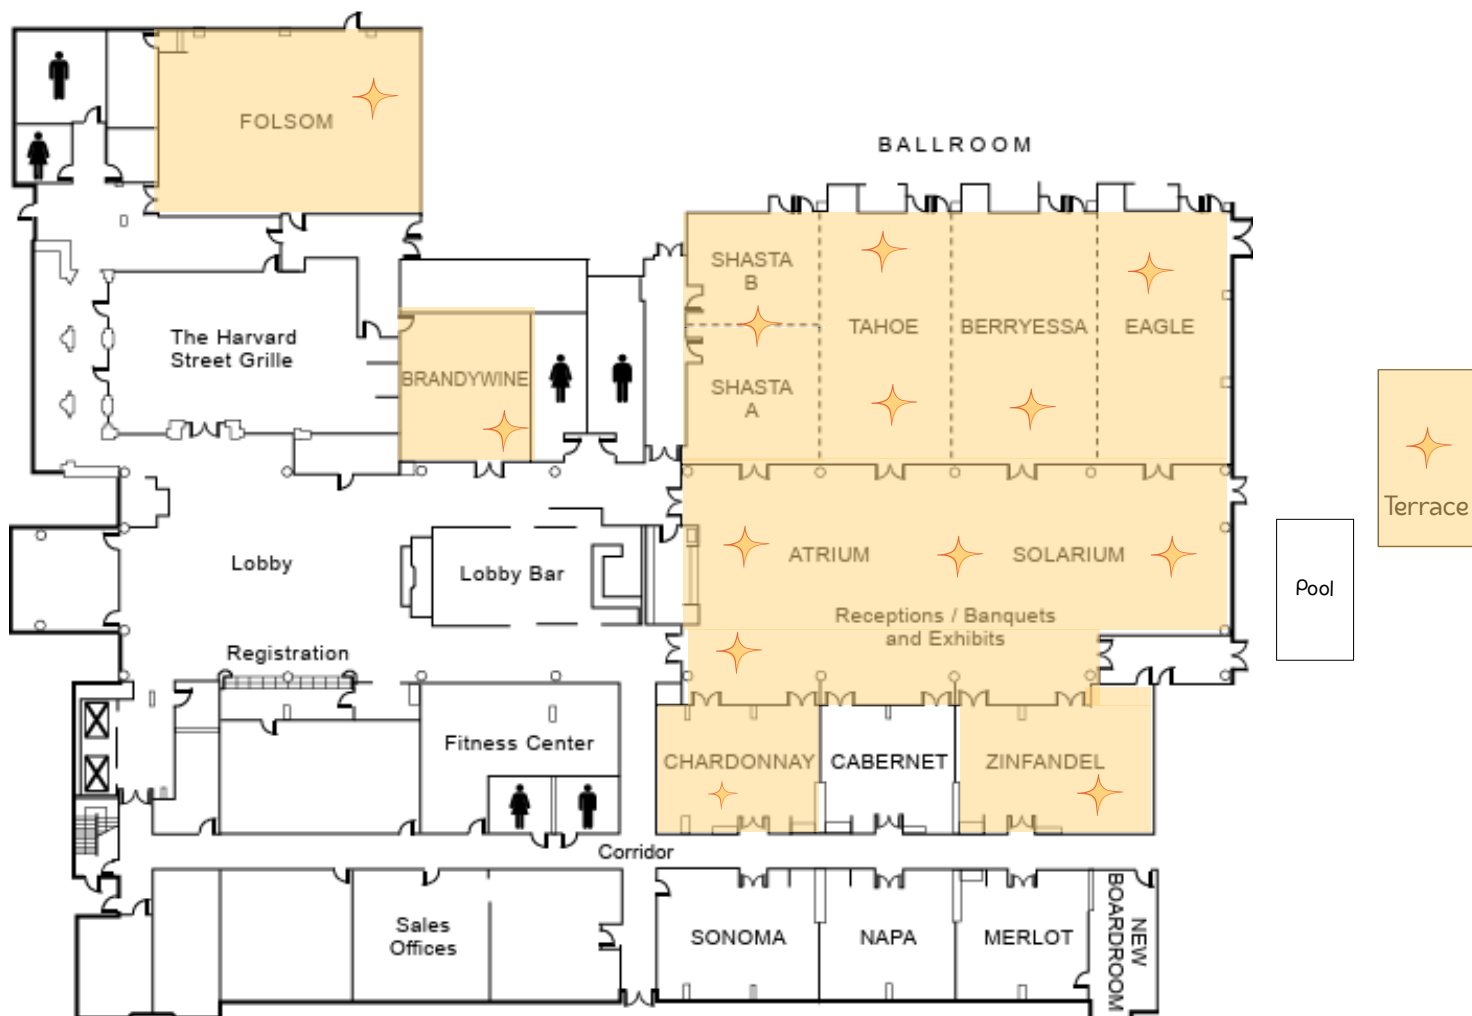 FOLSOM
BALLROOM
SHASTA
B
TAHOE
BERRYESSA
EAGLE
The Harvard
Street Grille
BRANDYWINE
SHASTA
A
Terrace
Lobby
Lobby Bar
ATRIUM
SOLARIUM
Pool
Receptions / Banquets
and Exhibits
Registration
Fitness Center
CHARDONNAY
CABERNET
ZINFANDEL
Corridor
Sales
Offices
SONOMA
NAPA
MERLOT
NEW
BOARDROOM